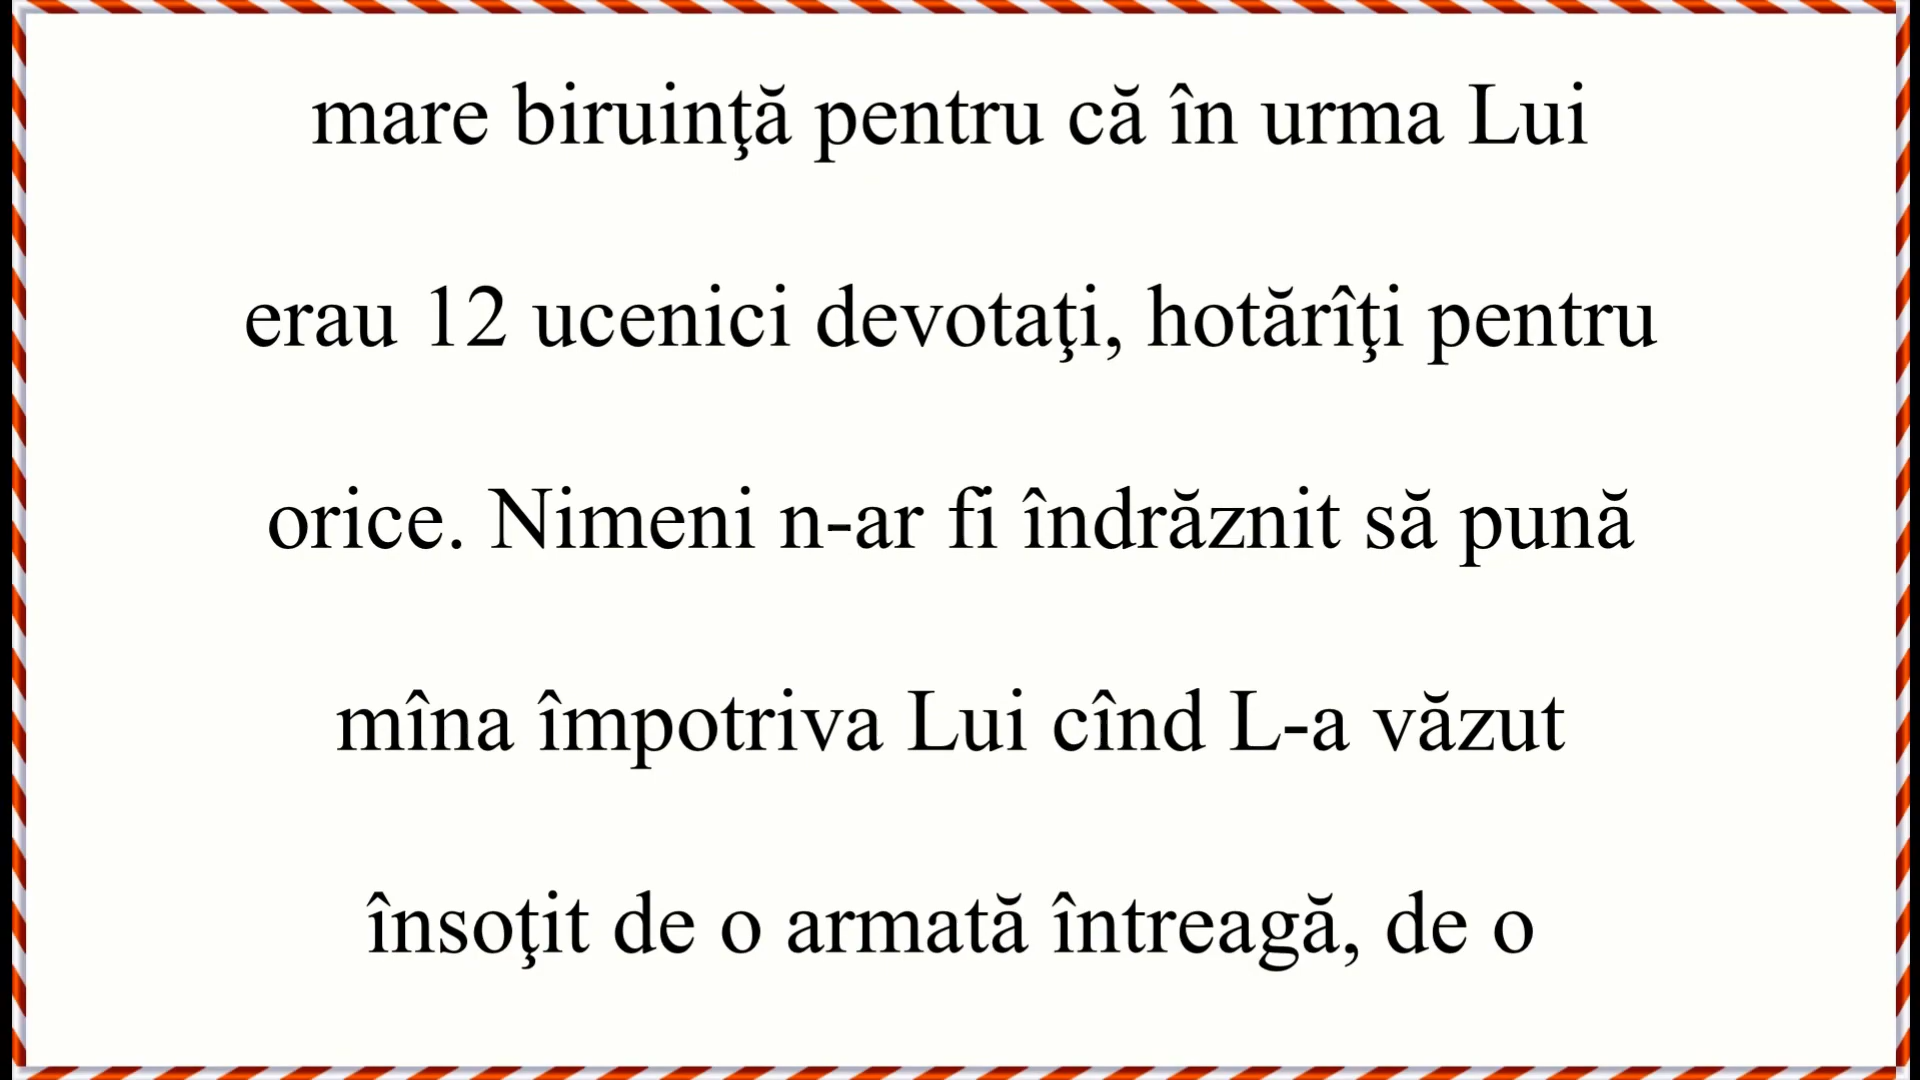 mare biruinţă pentru că în urma Lui
erau 12 ucenici devotaţi, hotărîţi pentru
orice. Nimeni n-ar fi îndrăznit să pună
mîna împotriva Lui cînd L-a văzut
însoţit de o armată întreagă, de o